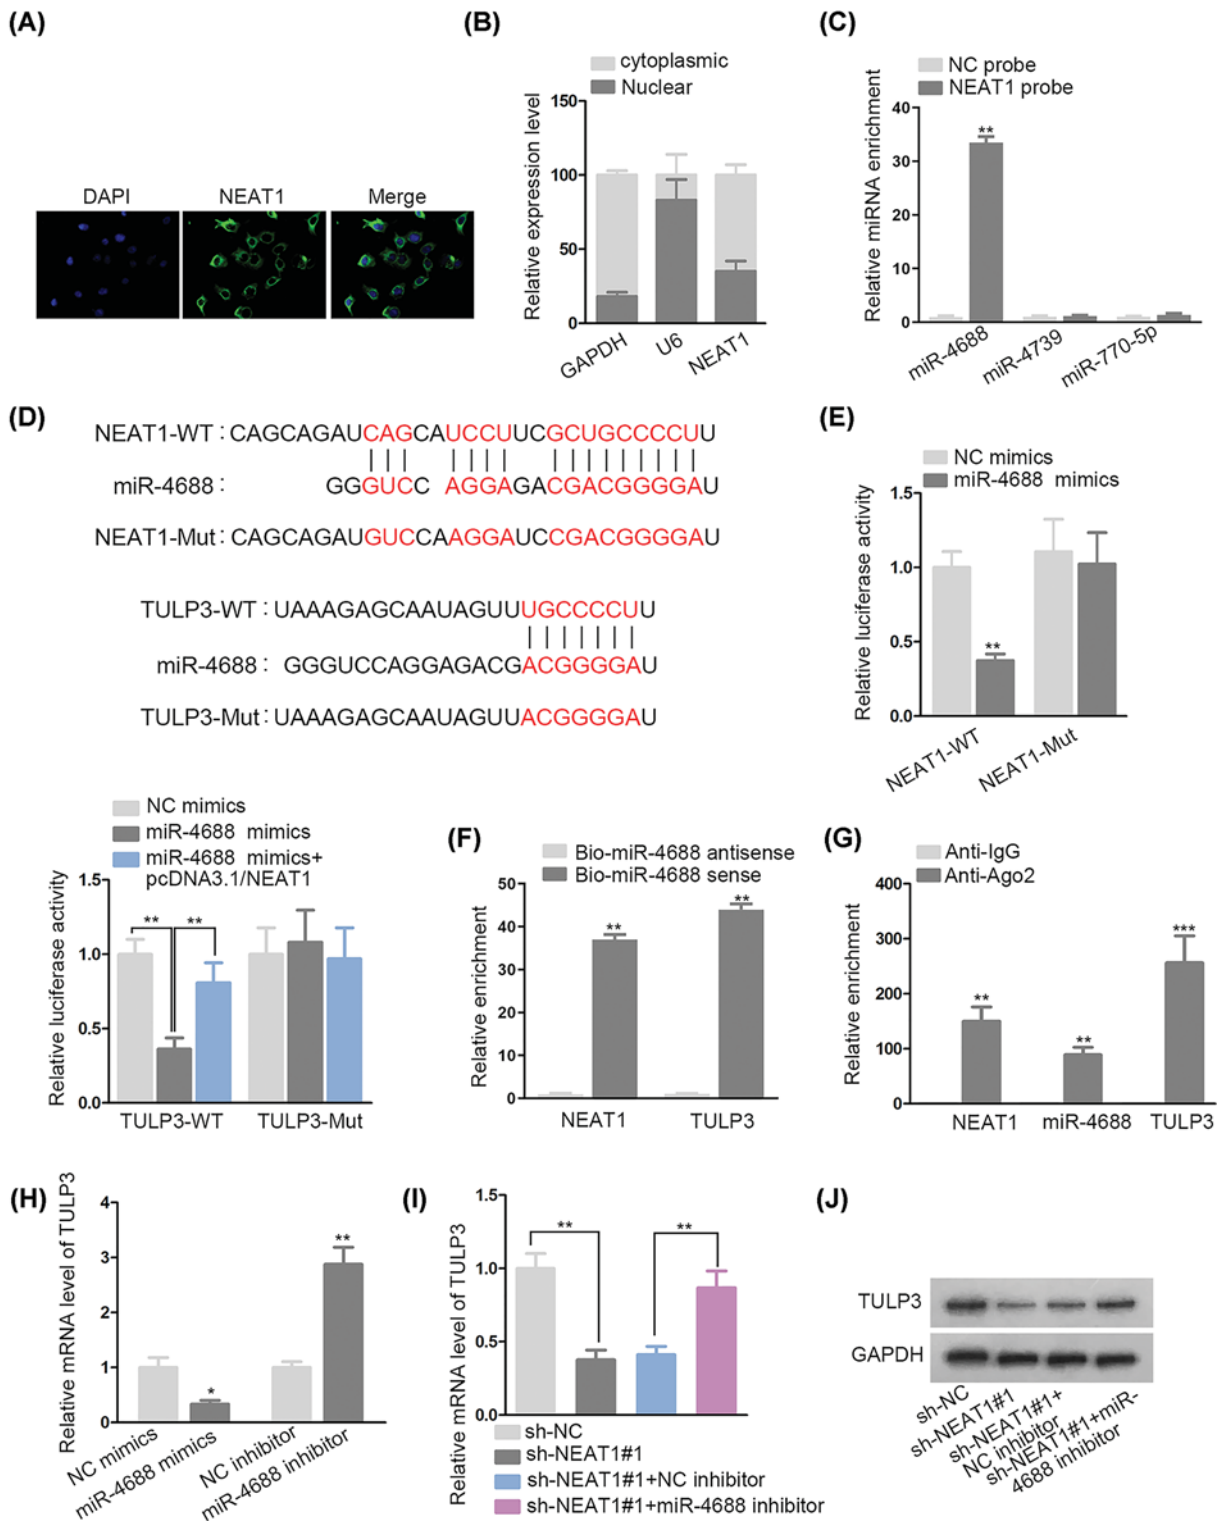 (A)
DAPI
NEAT1
Merge
(B)
cytoplasmic
Nuclear
Relative expression level
150
100
50
0
GAPDH
U6
NEAT1
(C)
NC probe
NEAT1 probe
Relative miRNA enrichment
40
30
20
10
0
**
miR-4688
miR-4739
miR-770-5p
(D)
NEAT1-WT : CAGCAGAUCAGCAUCCUUCGCUGCCCCUU
miR-4688 : GGGUCC AGGAGACGACGGGGAU
NEAT1-Mut : CAGCAGAUGUCCAAGGAUCCGACGGGGAU
TULP3-WT : UAAAGAGCAAUAGUUUGCCCCUU
miR-4688 : GGGUCCAGGAGACGACGGGGAU
TULP3-Mut : UAAAGAGCAAUAGUUACGGGGAU
(E)
NC mimics
miR-4688 mimics
Relative luciferase activity
1.5
1.0
0.5
0.0
**
NEAT1-WT
NEAT1-Mut
NC mimics
miR-4688 mimics
miR-4688 mimics+
pcDNA3.1/NEAT1
Relative luciferase activity
1.5
1.0
0.5
0.0
**
**
TULP3-WT
TULP3-Mut
(F)
Bio-miR-4688 antisense
Bio-miR-4688 sense
Relative enrichment
50
40
30
20
10
0
**
**
NEAT1
TULP3
(G)
Anti-IgG
Anti-Ago2
Relative enrichment
400
300
200
100
0
**
**
***
NEAT1
miR-4688
TULP3
(H)
Relative mRNA level of TULP3
4
3
2
1
0
*
**
NC mimics
miR-4688 mimics
NC inhibitor
miR-4688 inhibitor
(I)
Relative mRNA level of TULP3
1.5
1.0
0.5
0.0
**
**
sh-NC
sh-NEAT1#1
sh-NEAT1#1+NC inhibitor
sh-NEAT1#1+miR-4688 inhibitor
(J)
TULP3
GAPDH
sh-NC
sh-NEAT1#1
sh-NEAT1#1+
NC inhibitor
sh-NEAT1#1+miR-
4688 inhibitor